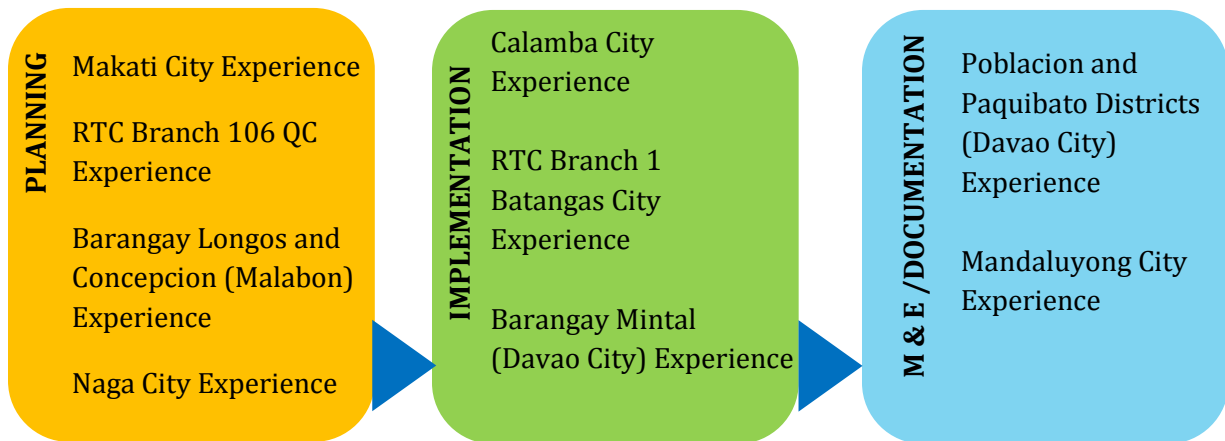 PLANNING
Makati City Experience
RTC Branch 106 QC
Experience
Barangay Longos and
Concepcion (Malabon)
Experience
Naga City Experience
IMPLEMENTATION
Calamba City
Experience
RTC Branch 1
Batangas City
Experience
Barangay Mintal
(Davao City) Experience
M & E /DOCUMENTATION
Poblacion and
Paquibato Districts
(Davao City)
Experience
Mandaluyong City
Experience